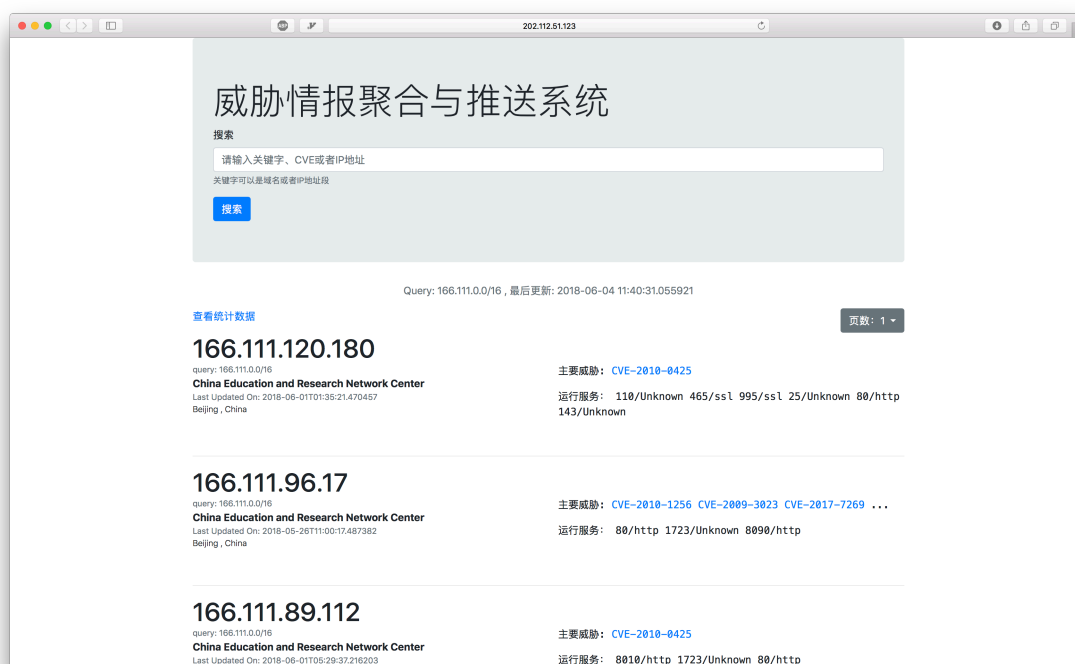 202.112.51.123
威胁情报聚合与推送系统
搜索
请输入关键字、CVE或者IP地址
关键字可以是域名或者IP地址段
搜索
Query: 166.111.0.0/16 , 最后更新: 2018-06-04 11:40:31.055921
查看统计数据
页数: 1
166.111.120.180
query: 166.111.0.0/16
China Education and Research Network Center
Last Updated On: 2018-06-01T01:35:21.470457
Beijing , China
主要威胁: CVE-2010-0425
运行服务: 110/Unknown 465/ssl 995/ssl 25/Unknown 80/http
143/Unknown
166.111.96.17
query: 166.111.0.0/16
China Education and Research Network Center
Last Updated On: 2018-05-26T11:00:17.487382
Beijing , China
主要威胁: CVE-2010-1256 CVE-2009-3023 CVE-2017-7269 ...
运行服务: 80/http 1723/Unknown 8090/http
166.111.89.112
query: 166.111.0.0/16
China Education and Research Network Center
Last Updated On: 2018-06-01T05:29:37.216203
主要威胁: CVE-2010-0425
运行服务: 8010/http 1723/Unknown 80/http